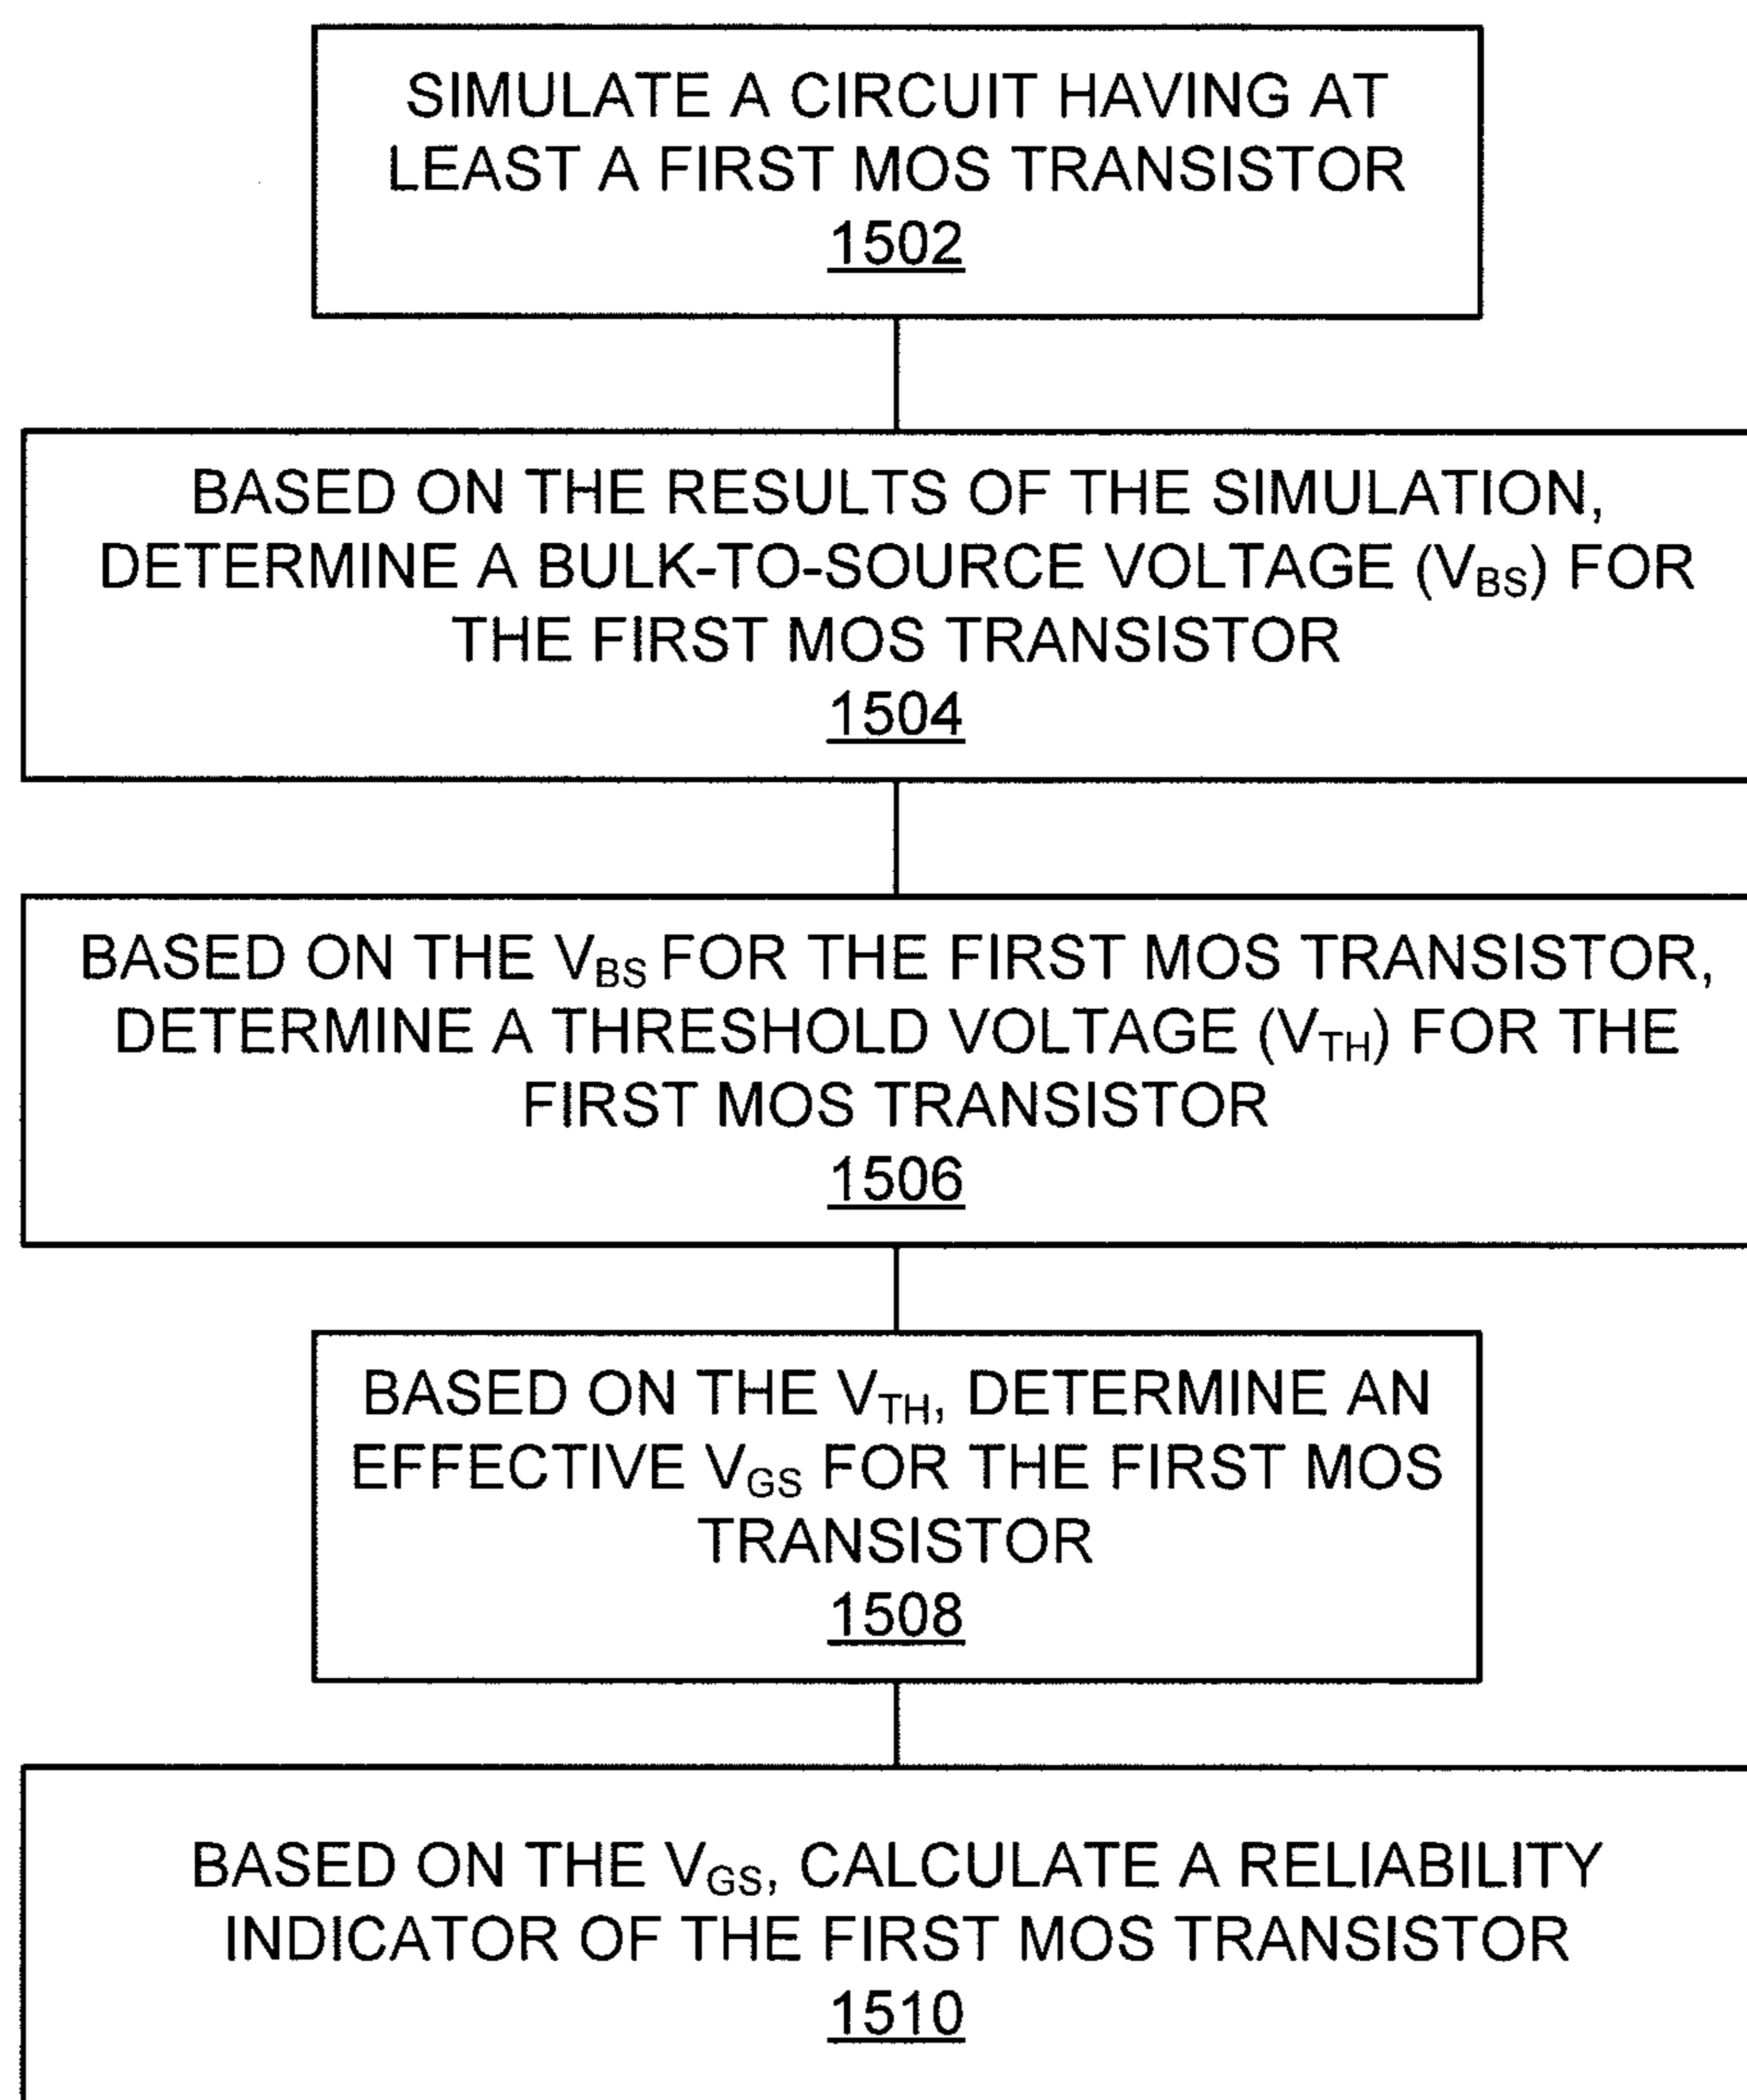 SIMULATE A CIRCUIT HAVING AT
LEAST A FIRST MOS TRANSISTOR
1502
BASED ON THE RESULTS OF THE SIMULATION,
DETERMINE A BULK-TO-SOURCE VOLTAGE (VBS) FOR
THE FIRST MOS TRANSISTOR
1504
BASED ON THE VBS FOR THE FIRST MOS TRANSISTOR,
DETERMINE A THRESHOLD VOLTAGE (VTH) FOR THE
FIRST MOS TRANSISTOR
1506
BASED ON THE VTH, DETERMINE AN
EFFECTIVE VGS FOR THE FIRST MOS
TRANSISTOR
1508
BASED ON THE VGS, CALCULATE A RELIABILITY
INDICATOR OF THE FIRST MOS TRANSISTOR
1510